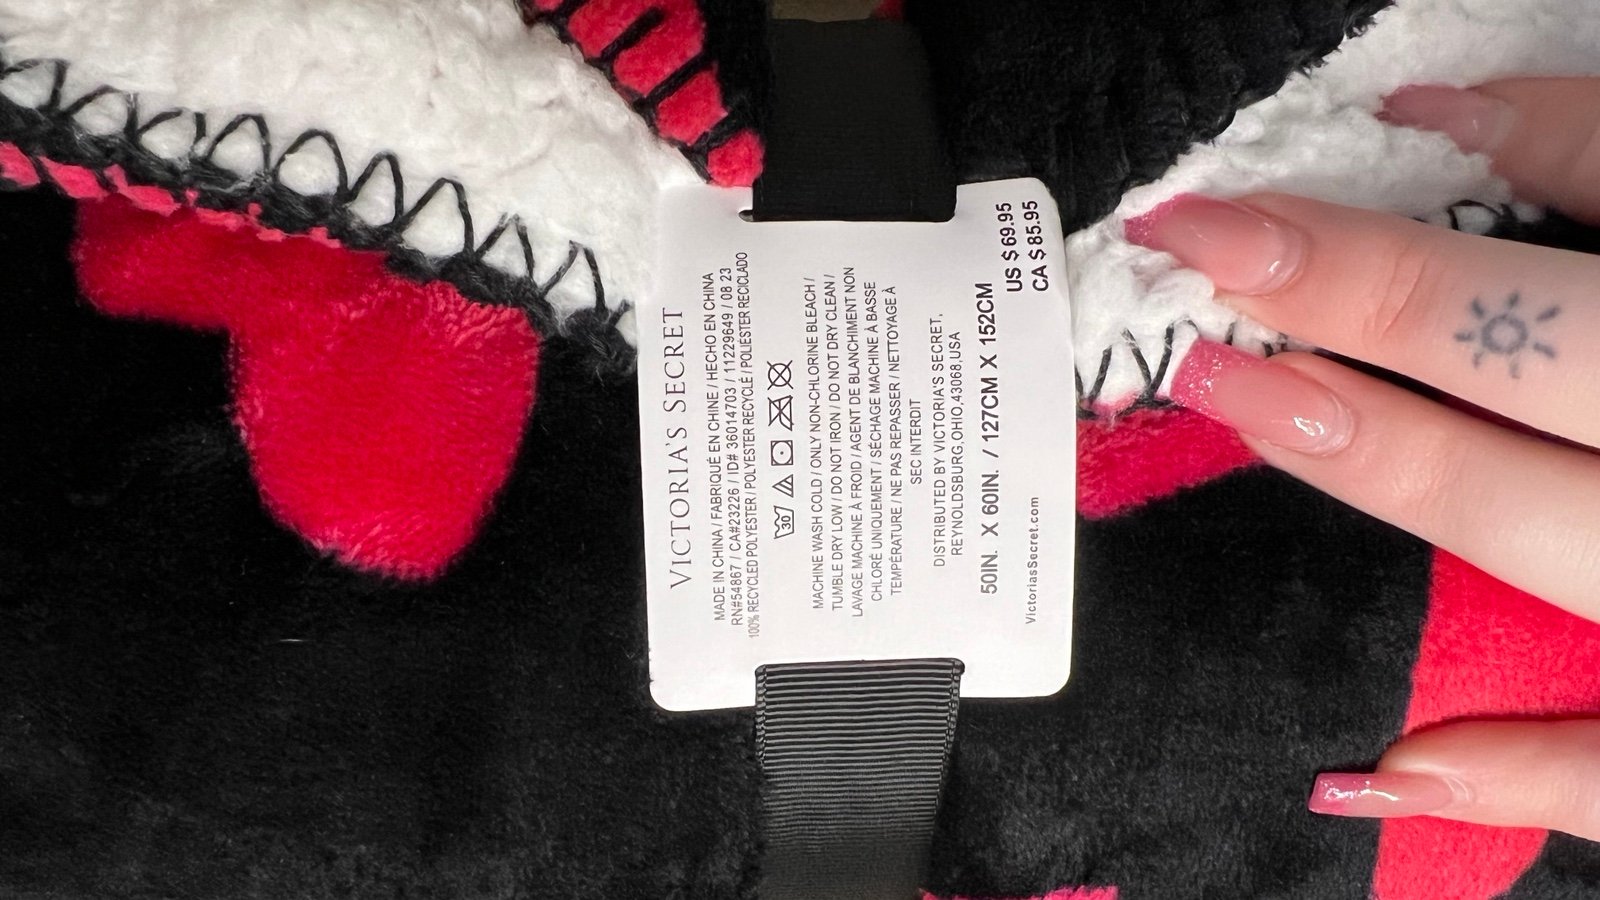 VICTORIA'S SECRET
MADE IN CHINA / FABRIQUÉ EN CHINE / HECHO EN CHINA
RN#54867 / CA#23226 / ID# 36014703 / 11229649 / 08 23
100% RECYCLED POLYESTER / POLYESTER RECYCLÉ / POLIÉSTER RECICLADO
30
MACHINE WASH COLD / ONLY NON-CHLORINE BLEACH /
TUMBLE DRY LOW / DO NOT IRON / DO NOT DRY CLEAN /
LAVAGE MACHINE À FROID / AGENT DE BLANCHIMENT NON
CHLORÉ UNIQUEMENT / SÉCHAGE MACHINE À BASSE
TEMPÉRATURE / NE PAS REPASSER / NETTOYAGE À
SEC INTERDIT
DISTRIBUTED BY VICTORIA'S SECRET,
REYNOLDSBURG,OHIO,43068,USA
50IN. X 60IN. / 127CM X 152CM
US $ 69.95
CA $ 85.95
VictoriasSecret.com